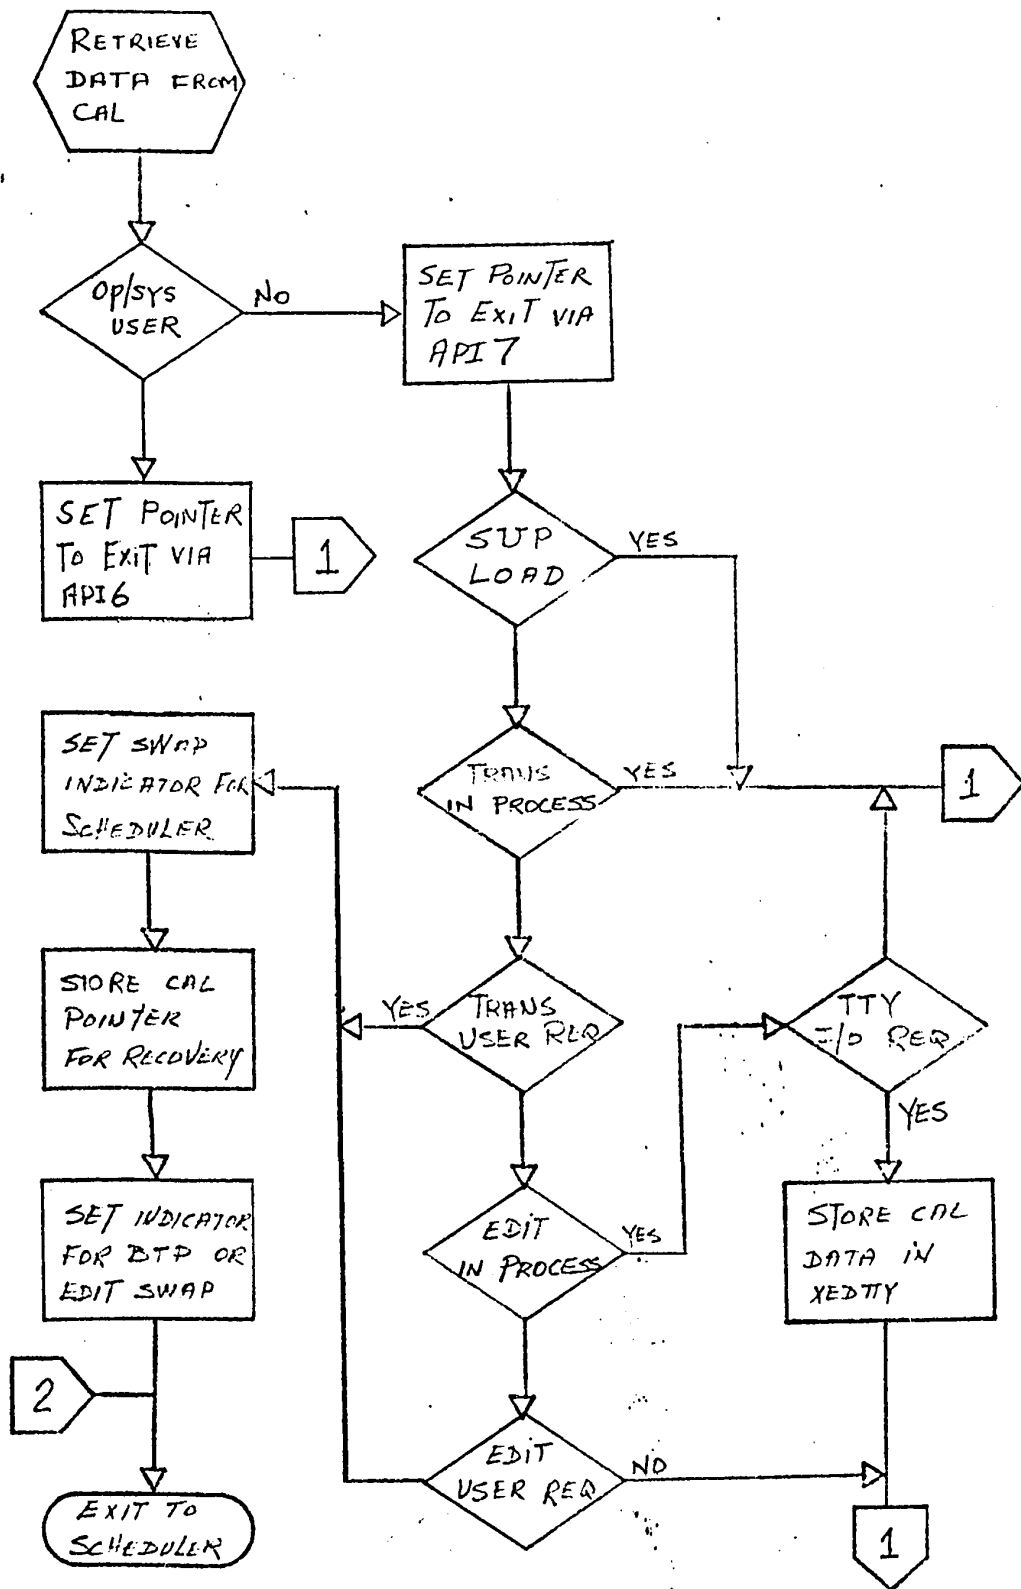 RETRIEVE
DATA FROM
CAL
OP/SYS
USER
NO
SET POINTER
TO EXIT VIA
API 7
SET POINTER
TO EXIT VIA
API6
1
SUP
LOAD
YES
TRANS
IN PROCESS
YES
1
SET SWAP
INDICATOR FOR
SCHEDULER
STORE CAL
POINTER
FOR RECOVERY
YES
TRANS
USER REQ
TTY
I/O REQ
YES
SET INDICATOR
FOR BTP OR
EDIT SWAP
EDIT
IN PROCESS
YES
STORE CAL
DATA IN
XEDTTY
2
EDIT
USER REQ
NO
EXIT TO
SCHEDULER
1